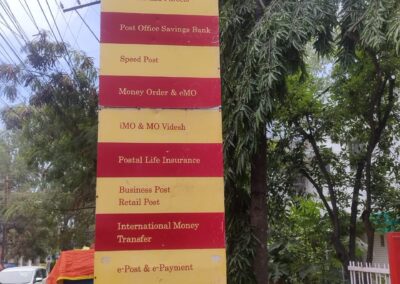 Post Office Savings Bank
Speed Post
Money Order & eMO
iMO & MO Videsh
Postal Life Insurance
Business Post
Retail Post
International Money
Transfer
e-Post & e-Payment